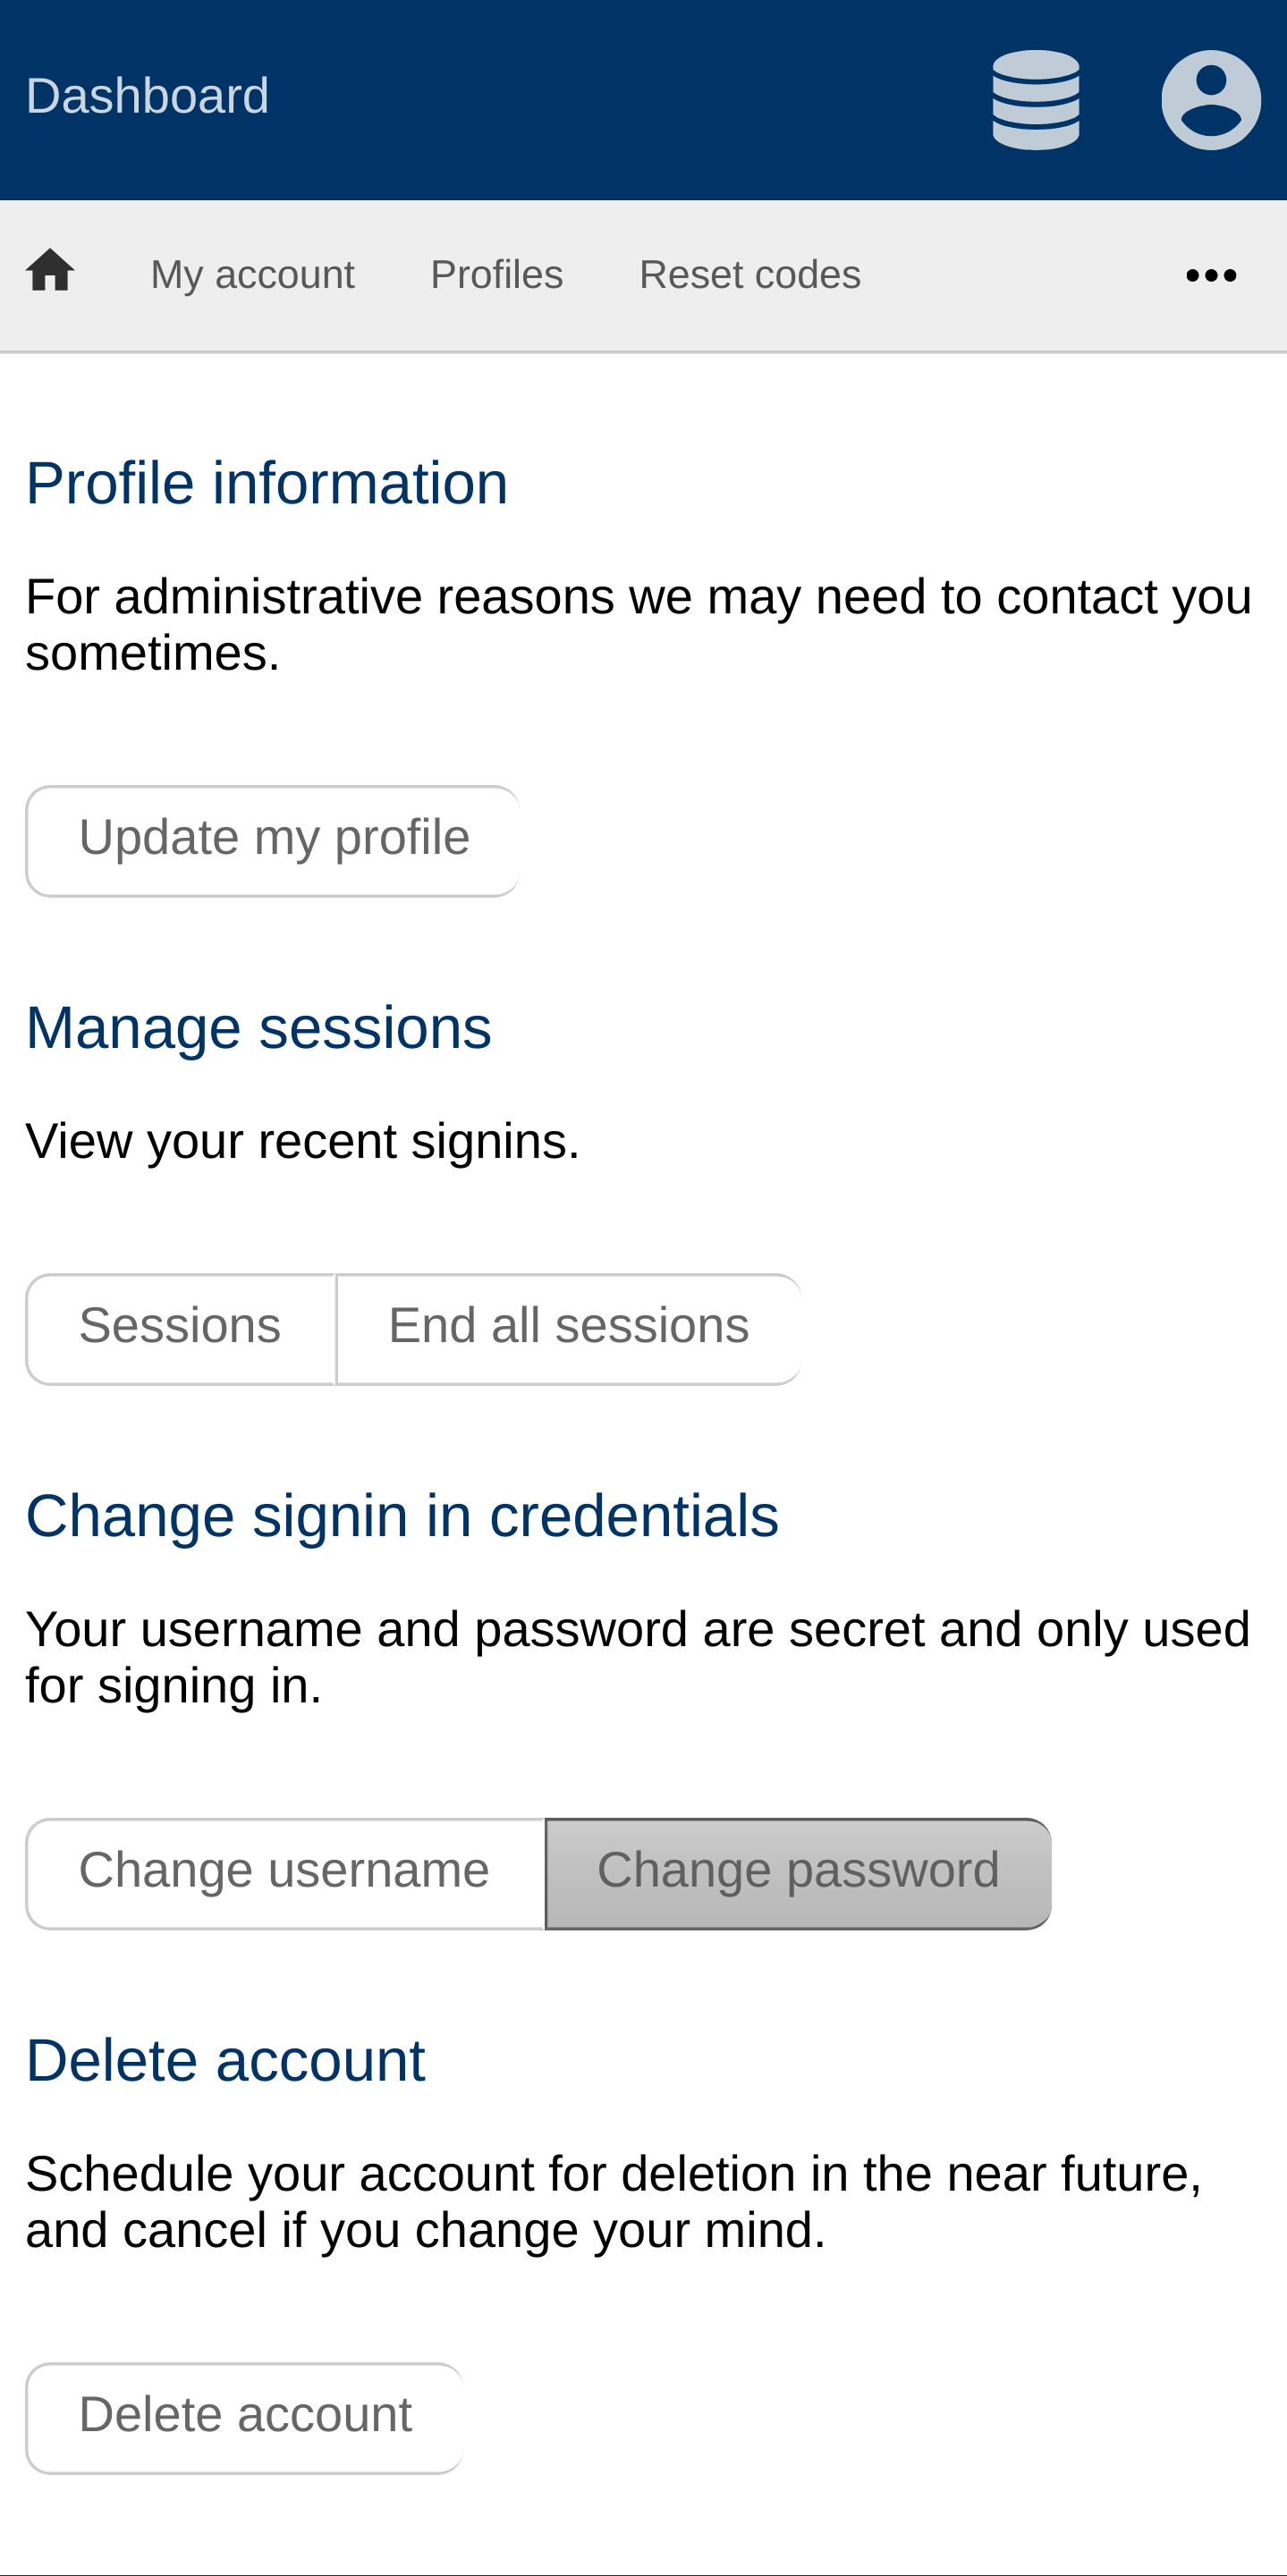 Dashboard
My account Profiles Reset codes
Profile information
For administrative reasons we may need to contact you
sometimes.
Update my profile
Manage sessions
View your recent signins.
Sessions End all sessions
Change signin in credentials
Your username and password are secret and only used
for signing in.
Change username Change password
Delete account
Schedule your account for deletion in the near future,
and cancel if you change your mind.
Delete account